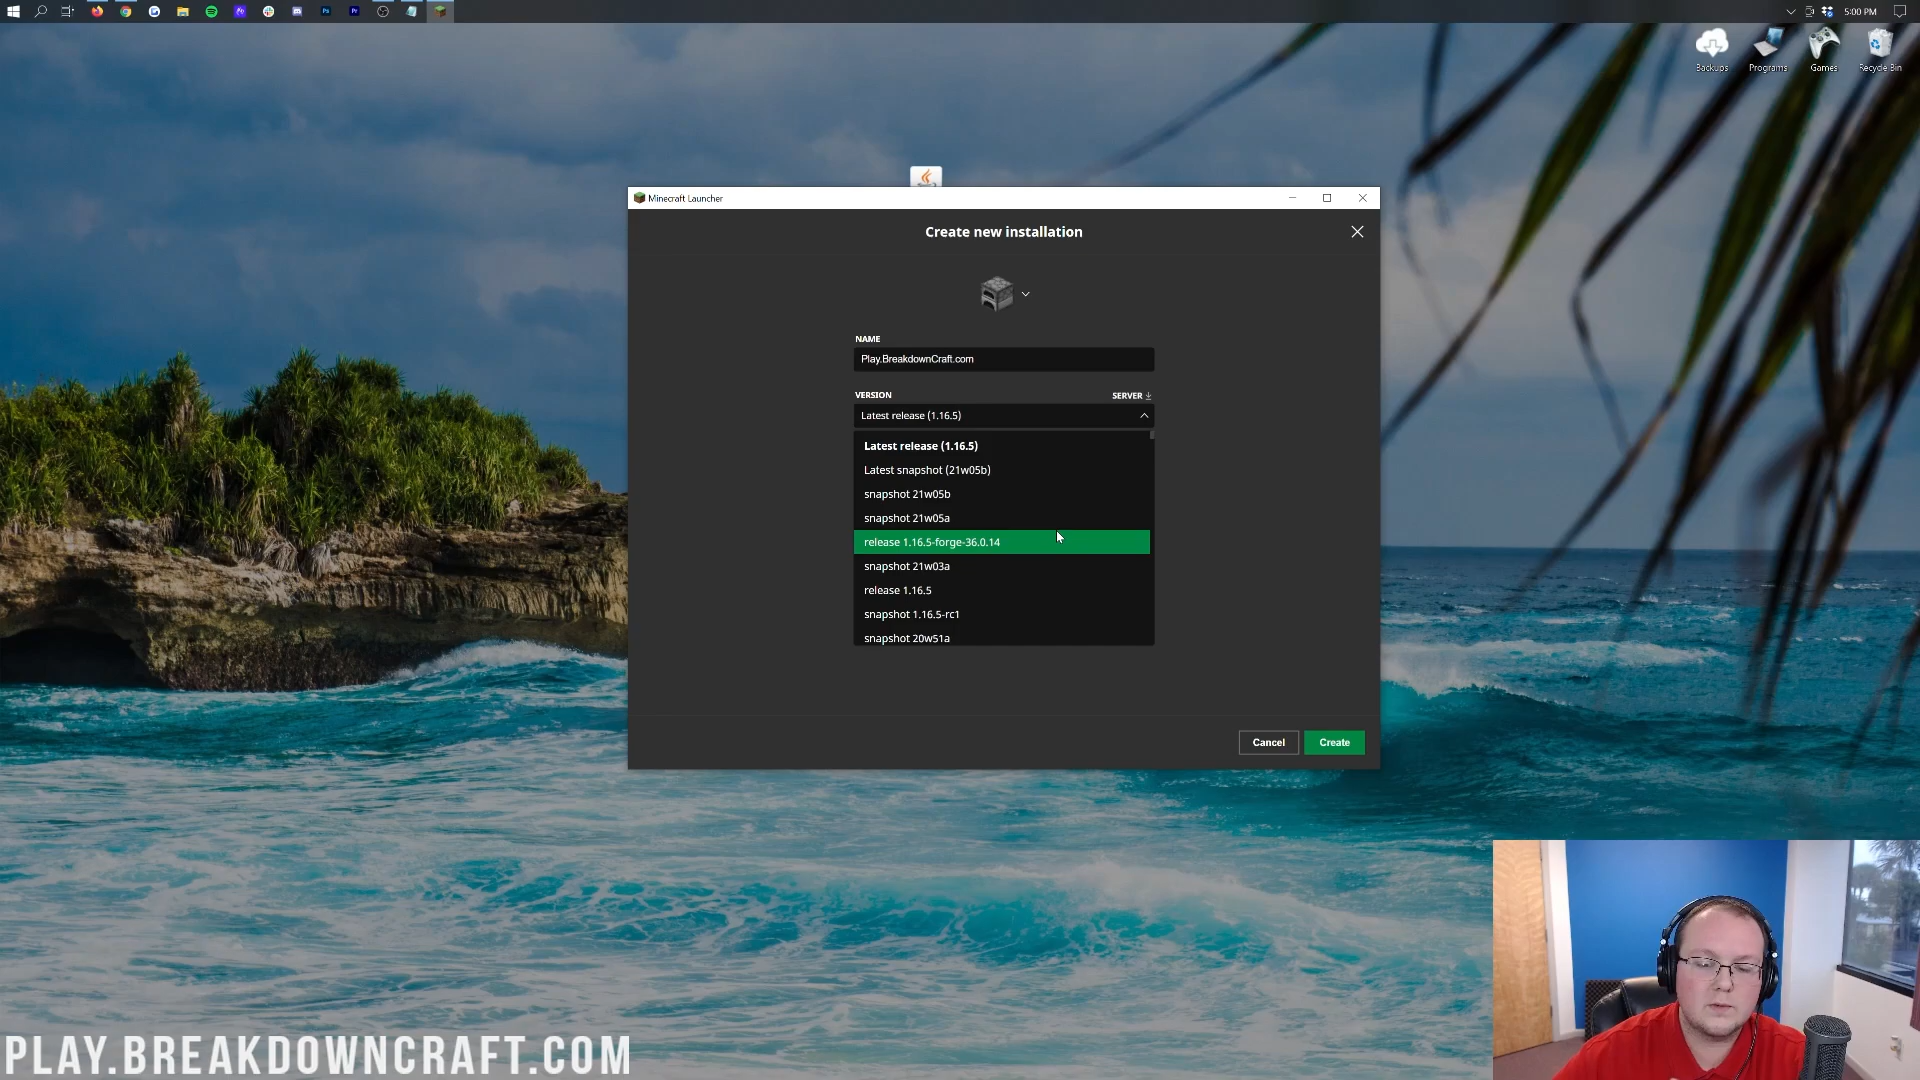 5:00 PM
Backups
Programs
Games
Recycle Bin
Minecraft Launcher
Create new installation
NAME
Play.BreakdownCraft.com
VERSION
SERVER
Latest release (1.16.5)
Latest release (1.16.5)
Latest snapshot (21w05b)
snapshot 21w05b
snapshot 21w05a
release 1.16.5-forge-36.0.14
snapshot 21w03a
release 1.16.5
snapshot 1.16.5-rc1
snapshot 20w51a
Cancel
Create
PLAY.BREAKDOWNCRAFT.COM